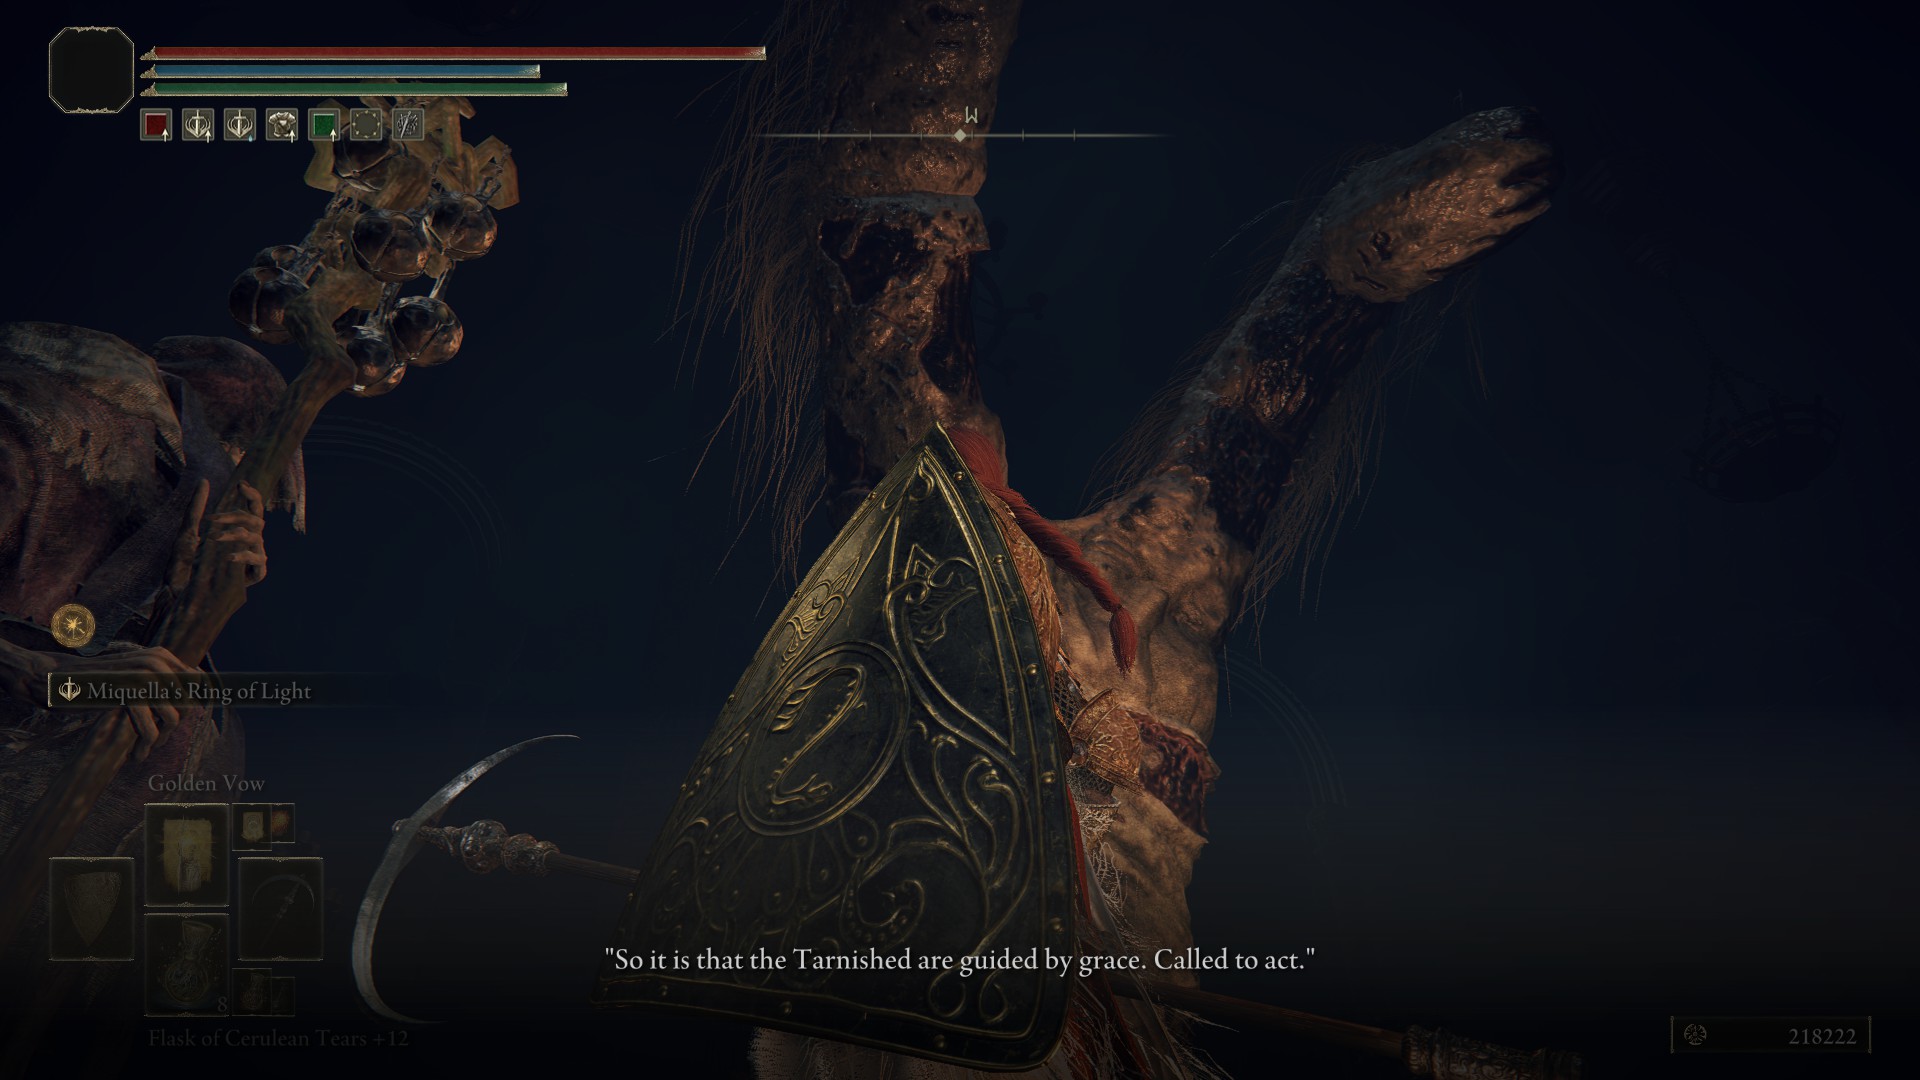 W
Miquella's Ring of Light
Golden Vow
8
"So it is that the Tarnished are guided by grace. Called to act."
Flask of Cerulean Tears +12
218222